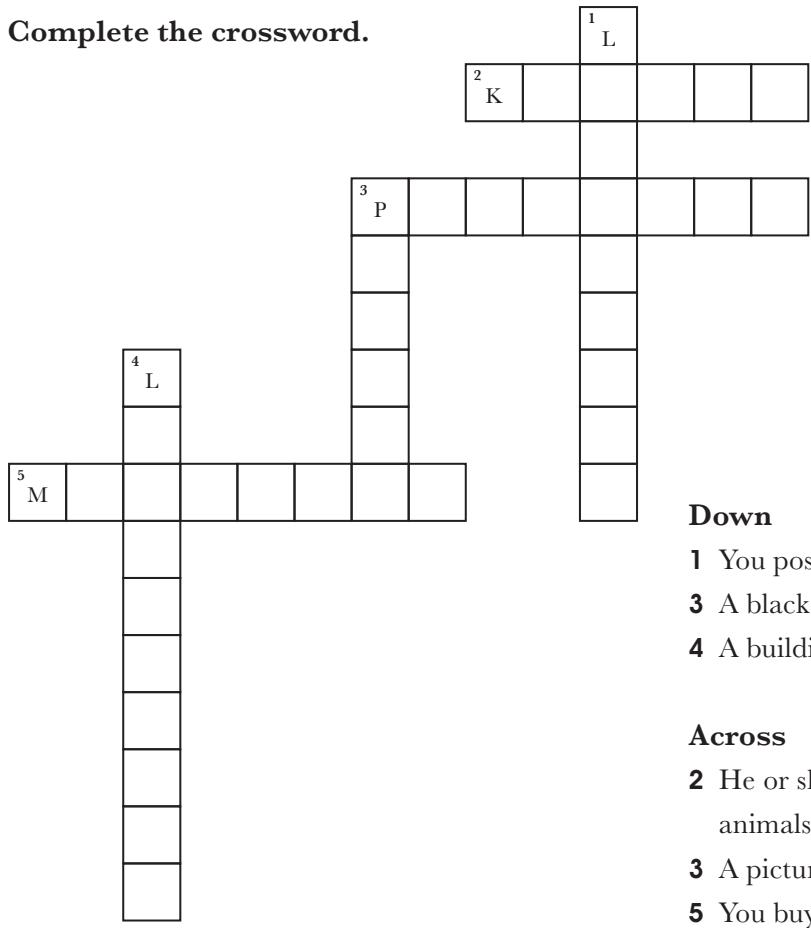 Complete the crossword.
1
L
2
K
3
P
4
L
5
M
Down
1 You pos
3 A black
4 A buildi
Across
2 He or
animals
3 A pictur
5 You buy